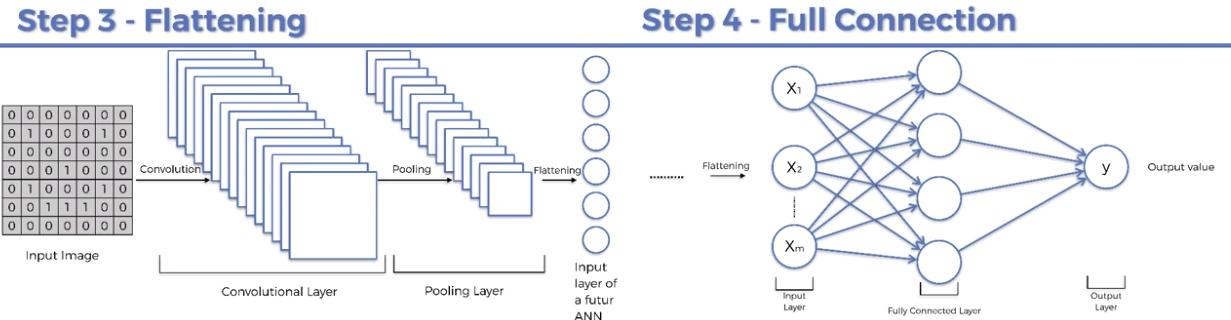 Step 3 - Flattening
0 0 0 0 0 0 0
0 1 0 0 0 1 0
0 0 0 0 0 0 0
0 0 0 1 0 0 0
0 1 0 0 0 1 0
0 0 1 1 1 0 0
0 0 0 0 0 0 0
Input Image
Convolution
Convolutional Layer
Pooling
Pooling Layer
Flattening
Input
layer of
a futur
ANN
Step 4 - Full Connection
..........
Flattening
X1
X2
Xm
Input
Layer
Fully Connected Layer
y
Output
Layer
Output value